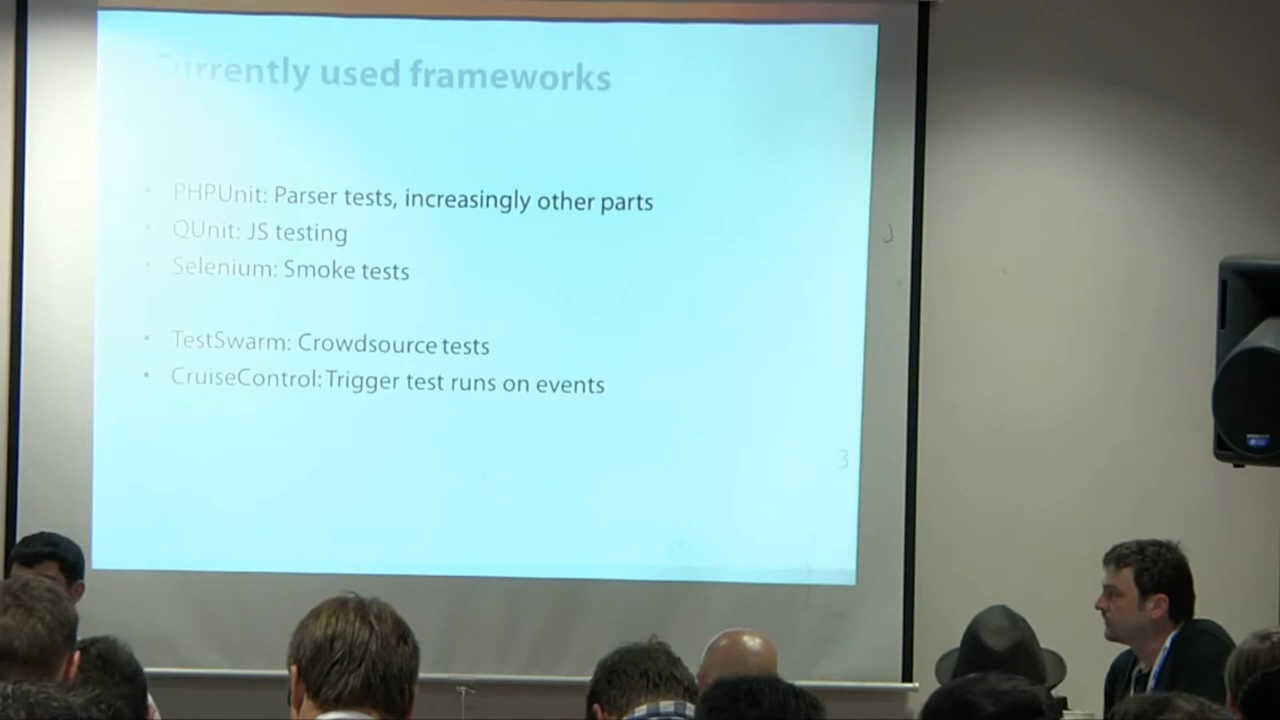 Currently used frameworks
• PHPUnit: Parser tests, increasingly other parts
• QUnit: JS testing
• Selenium: Smoke tests
• TestSwarm: Crowdsource tests
• CruiseControl: Trigger test runs on events
3